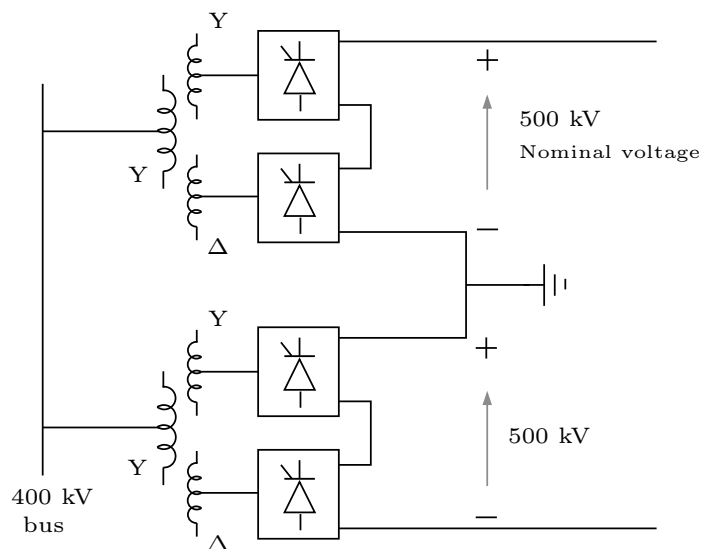 Y
+
500 kV
Nominal voltage
Y
−
Δ
Y
+
500 kV
Y
400 kV
bus
−
Δ